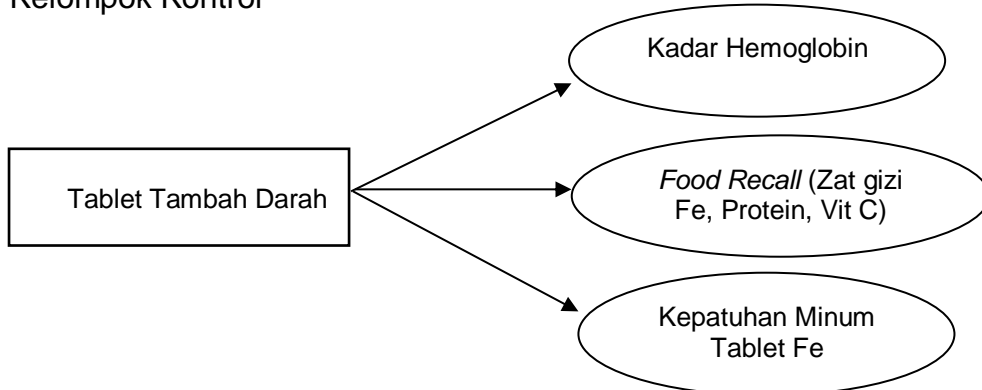 Kelompok Kontrol
Kadar Hemoglobin
Tablet Tambah Darah
Food Recall (Zat gizi
Fe, Protein, Vit C)
Kepatuhan Minum
Tablet Fe